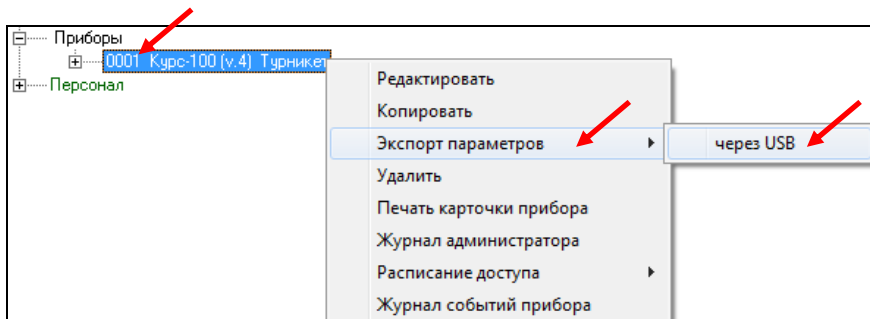 Приборы
0001 Курс-100 (v.4) Турникет
Персонал
Редактировать
Копировать
Экспорт параметров
через USB
Удалить
Печать карточки прибора
Журнал администратора
Расписание доступа
Журнал событий прибора